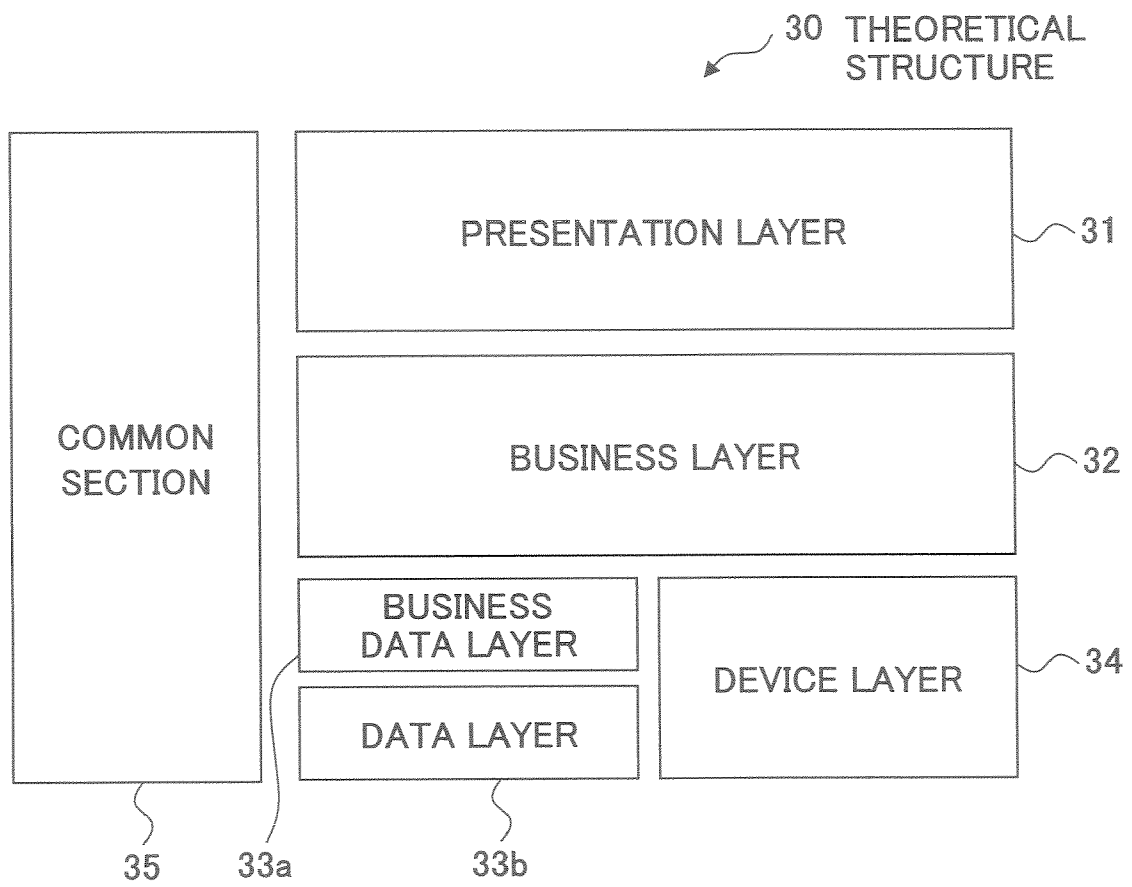 30 THEORETICAL
STRUCTURE
PRESENTATION LAYER
31
COMMON
SECTION
BUSINESS LAYER
32
BUSINESS
DATA LAYER
DEVICE LAYER
34
DATA LAYER
35
33a
33b